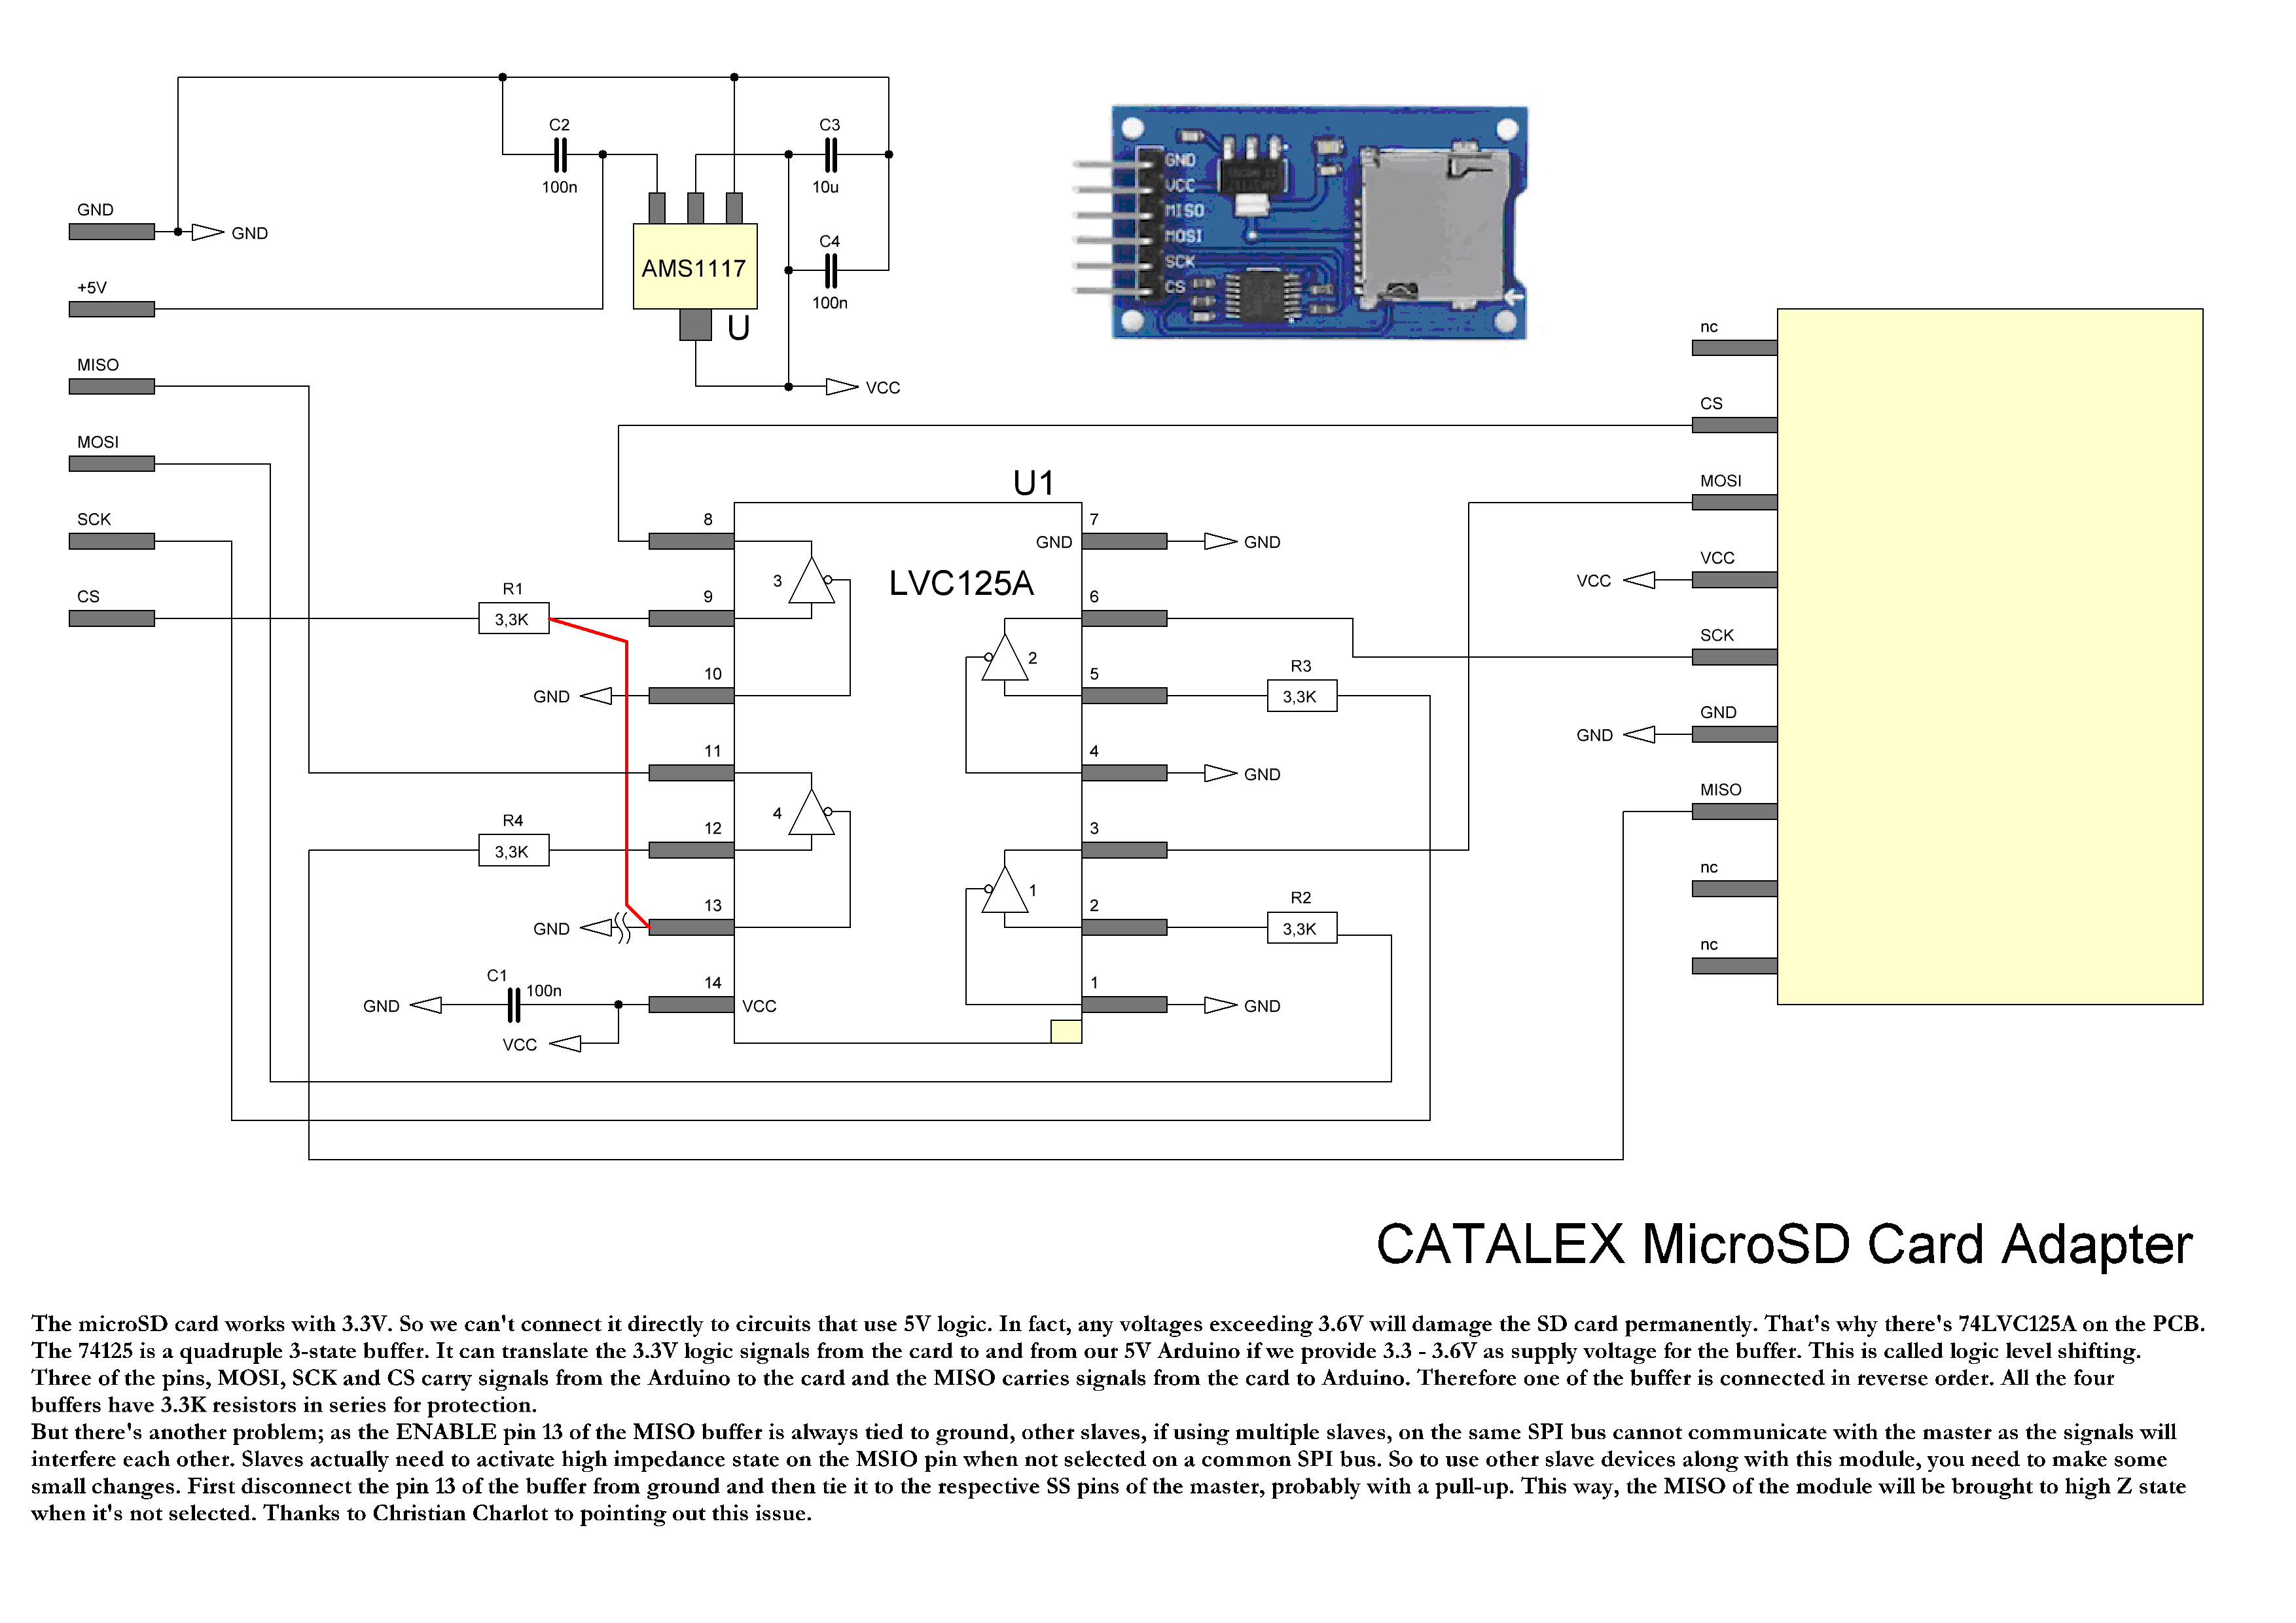 C2
100n
C3
10u
C4
100n
AMS1117
U
VCC
GND
GND
+5V
MISO
MOSI
SCK
CS
GND
VCC
MISO
MOSI
SCK
CS
U1
LVC125A
8
9
10
11
12
13
14
VCC
3
4
GND
7
6
5
4
3
2
1
2
1
R1
3,3K
GND
R4
3,3K
GND
C1
100n
GND
VCC
GND
R3
3,3K
GND
R2
3,3K
GND
nc
CS
MOSI
VCC
VCC
SCK
GND
GND
MISO
nc
nc
CATALEX MicroSD Card Adapter
The microSD card works with 3.3V. So we can't connect it directly to circuits that use 5V logic. In fact, any voltages exceeding 3.6V will damage the SD card permanently. That's why there's 74LVC125A on the PCB.
The 74125 is a quadruple 3-state buffer. It can translate the 3.3V logic signals from the card to and from our 5V Arduino if we provide 3.3 - 3.6V as supply voltage for the buffer. This is called logic level shifting.
Three of the pins, MOSI, SCK and CS carry signals from the Arduino to the card and the MISO carries signals from the card to Arduino. Therefore one of the buffer is connected in reverse order. All the four
buffers have 3.3K resistors in series for protection.
But there's another problem; as the ENABLE pin 13 of the MISO buffer is always tied to ground, other slaves, if using multiple slaves, on the same SPI bus cannot communicate with the master as the signals will
interfere each other. Slaves actually need to activate high impedance state on the MSIO pin when not selected on a common SPI bus. So to use other slave devices along with this module, you need to make some
small changes. First disconnect the pin 13 of the buffer from ground and then tie it to the respective SS pins of the master, probably with a pull-up. This way, the MISO of the module will be brought to high Z state
when it's not selected. Thanks to Christian Charlot to pointing out this issue.